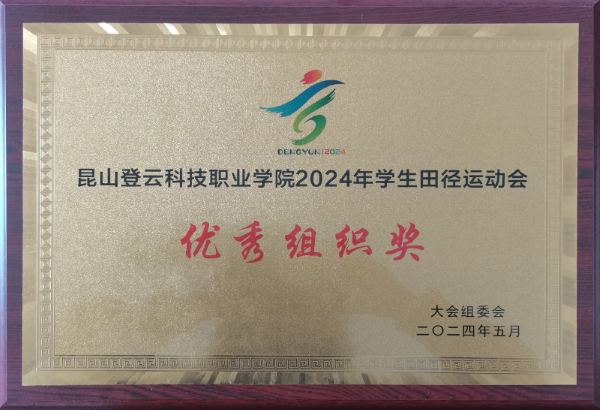 DENGYUN|2024
昆山登云科技职业学院2024年学生田径运动会
优秀组织奖
大会组委会
二〇二四年五月